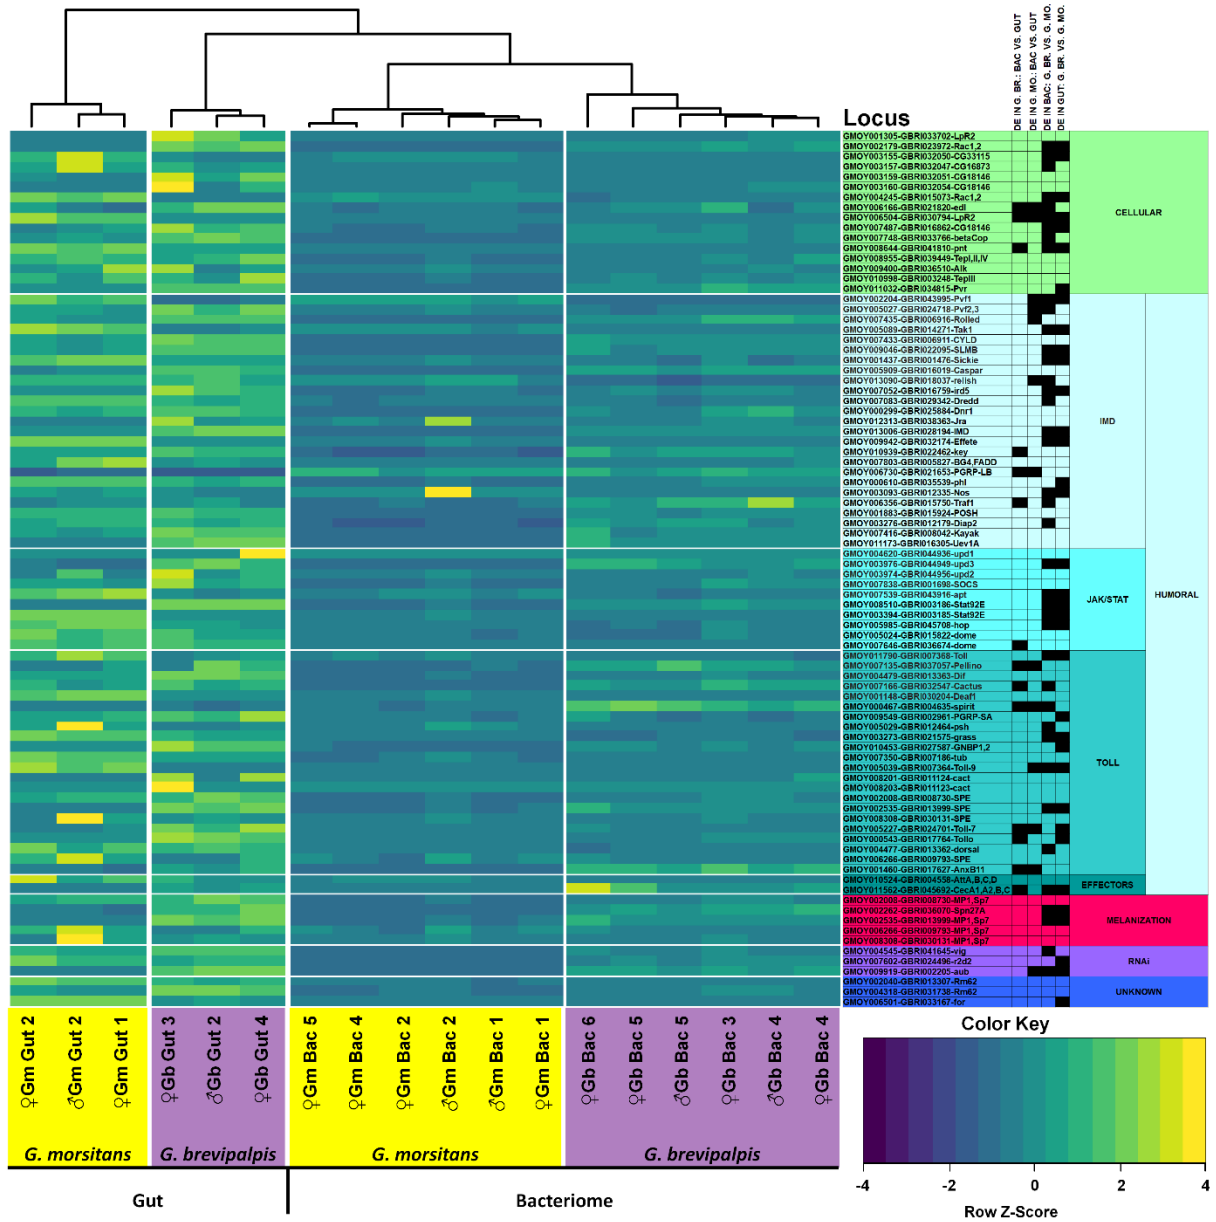 DE IN G. BR.: BAC VS. GUT
DE IN G. MO.: BAC VS. GUT
DE IN BAC: G. BR. VS. G. MO.
DE IN GUT: G. BR. VS. G. MO.
Locus
GMOY001305-GBRI033702-LpR2
GMOY002179-GBRI023972-Rac1,2
GMOY003155-GBRI032050-CG33115
GMOY003157-GBRI032047-CG16873
GMOY003159-GBRI032051-CG18146
GMOY003160-GBRI032054-CG18146
GMOY004245-GBRI015073-Rac1,2
GMOY006166-GBRI021820-edl
GMOY006504-GBRI030794-LpR2
GMOY007487-GBRI016862-CG18146
GMOY007748-GBRI033766-betaCop
GMOY008644-GBRI041810-pnt
GMOY008955-GBRI039449-TepI,II,IV
GMOY009400-GBRI036510-Alk
GMOY010998-GBRI003248-TepIII
GMOY011032-GBRI034815-Pvr
CELLULAR
GMOY002204-GBRI043995-Pvf1
GMOY005027-GBRI024718-Pvf2,3
GMOY007435-GBRI006916-Rolled
GMOY005089-GBRI014271-Tak1
GMOY007433-GBRI006911-CYLD
GMOY009046-GBRI022095-SLMB
GMOY001437-GBRI001476-Sickie
GMOY005909-GBRI016019-Caspar
GMOY013090-GBRI018037-relish
GMOY007052-GBRI016759-ird5
GMOY007083-GBRI029342-Dredd
GMOY000299-GBRI025884-Dnr1
GMOY012313-GBRI038363-Jra
GMOY013006-GBRI028194-IMD
GMOY009942-GBRI032174-Effete
GMOY010939-GBRI022462-key
GMOY007803-GBRI005827-BG4,FADD
GMOY006730-GBRI021653-PGRP-LB
GMOY000610-GBRI035539-phl
GMOY003093-GBRI012335-Nos
GMOY006356-GBRI015750-Traf1
GMOY001883-GBRI015924-POSH
GMOY003276-GBRI012179-Diap2
GMOY007416-GBRI008042-Kayak
GMOY011173-GBRI016305-Uev1A
IMD
GMOY004620-GBRI044936-upd1
GMOY003976-GBRI044949-upd3
GMOY003974-GBRI044956-upd2
GMOY007838-GBRI001698-SOCS
GMOY007539-GBRI043916-apt
GMOY008510-GBRI003186-Stat92E
GMOY003394-GBRI003185-Stat92E
GMOY005985-GBRI045708-hop
GMOY005024-GBRI015822-dome
GMOY007646-GBRI036674-dome
JAK/STAT
HUMORAL
GMOY011790-GBRI007368-Toll
GMOY007135-GBRI037057-Pellino
GMOY004479-GBRI013363-Dif
GMOY007166-GBRI032547-Cactus
GMOY001148-GBRI030204-Deaf1
GMOY000467-GBRI004635-spirit
GMOY009549-GBRI002961-PGRP-SA
GMOY005029-GBRI012464-psh
GMOY003273-GBRI021575-grass
GMOY010453-GBRI027587-GNBP1,2
GMOY007350-GBRI007186-tub
GMOY005039-GBRI007364-Toll-9
GMOY008201-GBRI011124-cact
GMOY008203-GBRI011123-cact
GMOY002008-GBRI008730-SPE
GMOY002535-GBRI013999-SPE
GMOY008308-GBRI030131-SPE
GMOY005227-GBRI024701-Toll-7
GMOY000543-GBRI017764-Tollo
GMOY004477-GBRI013362-dorsal
GMOY006266-GBRI009793-SPE
GMOY001460-GBRI017627-AnxB11
TOLL
GMOY010524-GBRI004558-AttA,B,C,D
GMOY011562-GBRI045692-CecA1,A2,B,C
EFFECTORS
GMOY002008-GBRI008730-MP1,Sp7
GMOY002262-GBRI036070-Spn27A
GMOY002535-GBRI013999-MP1,Sp7
GMOY006266-GBRI009793-MP1,Sp7
GMOY008308-GBRI030131-MP1,Sp7
MELANIZATION
GMOY004545-GBRI041645-vig
GMOY007602-GBRI024496-r2d2
GMOY009919-GBRI002205-aub
RNAi
GMOY002040-GBRI013307-Rm62
GMOY004318-GBRI031738-Rm62
GMOY006501-GBRI033167-for
UNKNOWN
♀Gm Gut 2
♂Gm Gut 2
♀Gm Gut 1
♀Gb Gut 3
♂Gb Gut 2
♀Gb Gut 4
♀Gm Bac 5
♀Gm Bac 4
♀Gm Bac 2
♂Gm Bac 2
♂Gm Bac 1
♀Gm Bac 1
♀Gb Bac 6
♀Gb Bac 5
♂Gb Bac 5
♀Gb Bac 3
♂Gb Bac 4
♀Gb Bac 4
G. morsitans
G. brevipalpis
G. morsitans
G. brevipalpis
Gut
Bacteriome
Color Key
-4 -2 0 2 4
Row Z-Score